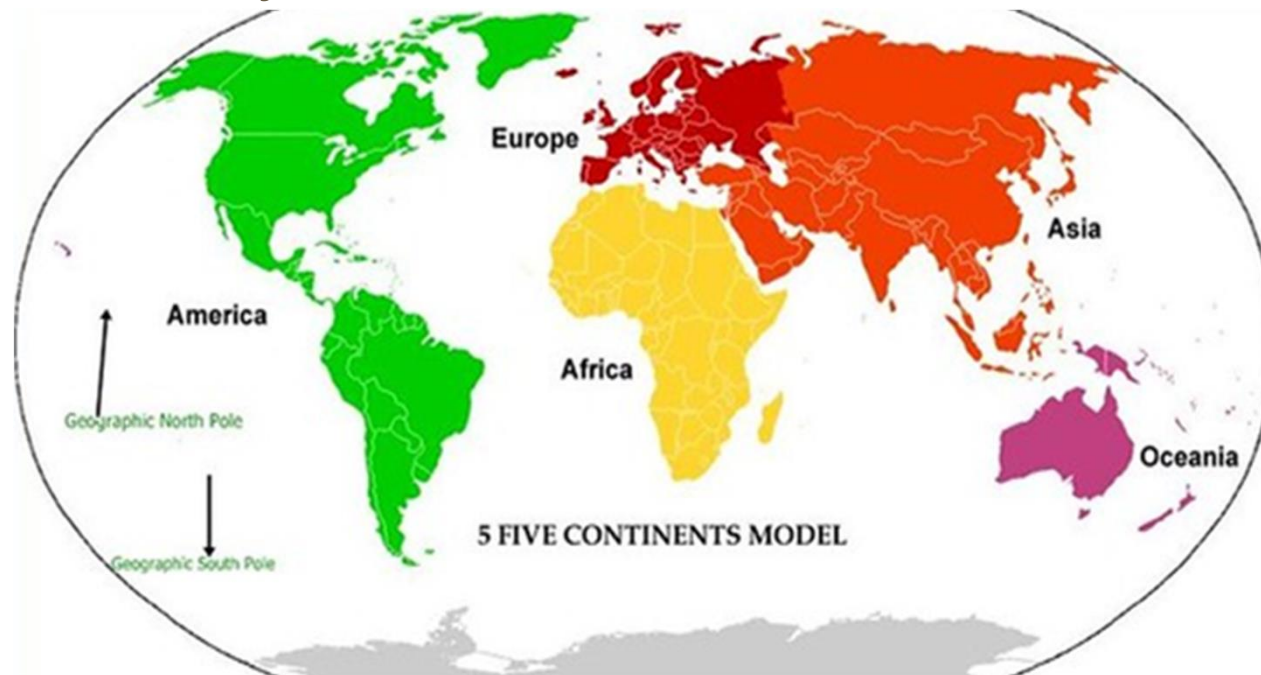 Europe
Asia
America
Africa
Geographic North Pole
Oceania
5 FIVE CONTINENTS MODEL
Geographic South Pole